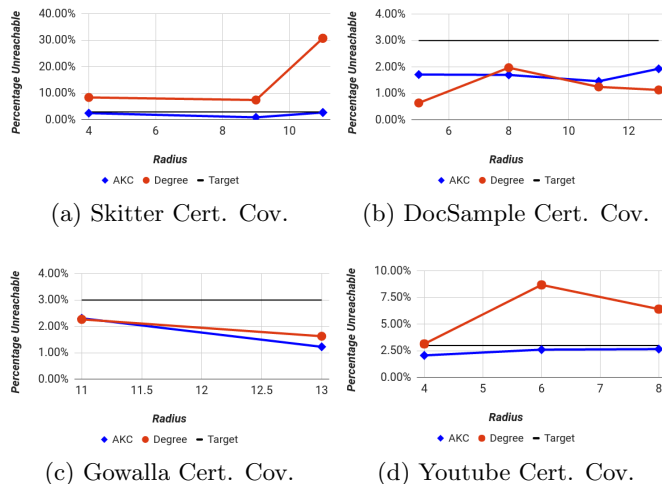 Percentage Unreachable
40.00%
30.00%
20.00%
10.00%
0.00%
4 6 8 10
Radius
AKC Degree Target
(a) Skitter Cert. Cov.
Percentage Unreachable
4.00%
3.00%
2.00%
1.00%
0.00%
6 8 10 12
Radius
AKC Degree Target
(b) DocSample Cert. Cov.
Percentage Unreachable
4.00%
3.00%
2.00%
1.00%
0.00%
11 11.5 12 12.5 13
Radius
AKC Degree Target
(c) Gowalla Cert. Cov.
Percentage Unreachable
10.00%
7.50%
5.00%
2.50%
0.00%
4 5 6 7 8
Radius
AKC Degree Target
(d) Youtube Cert. Cov.